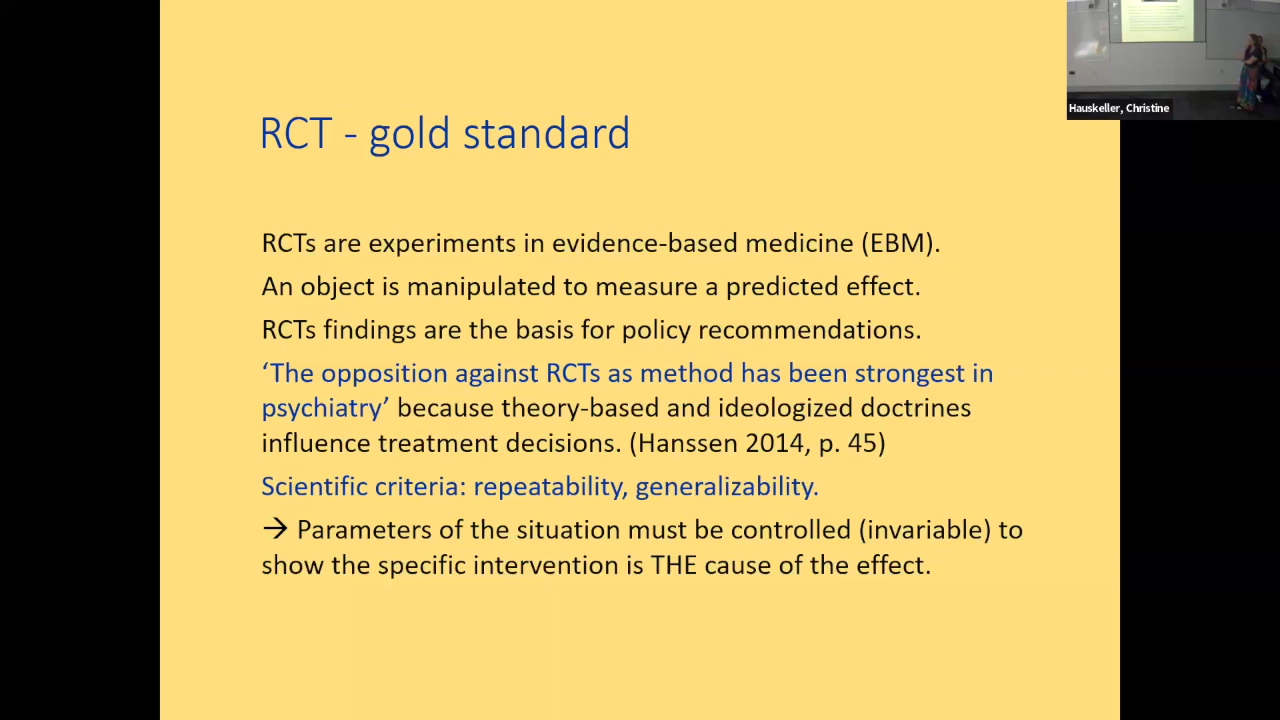 Hauskeller, Christine
RCT - gold standard
RCTs are experiments in evidence-based medicine (EBM).
An object is manipulated to measure a predicted effect.
RCTs findings are the basis for policy recommendations.
‘The opposition against RCTs as method has been strongest in
psychiatry’ because theory-based and ideologized doctrines
influence treatment decisions. (Hanssen 2014, p. 45)
Scientific criteria: repeatability, generalizability.
→ Parameters of the situation must be controlled (invariable) to
show the specific intervention is THE cause of the effect.